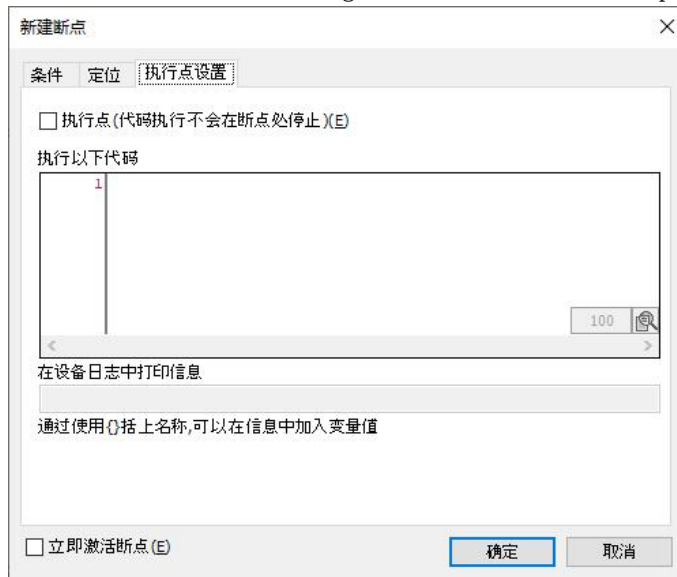 新建断点
条件 定位 执行点设置
执行点(代码执行不会在断点处停止)(E)
执行以下代码
1
100
在设备日志中打印信息
通过使用{}括上名称,可以在信息中加入变量值
立即激活断点(E)
确定 取消